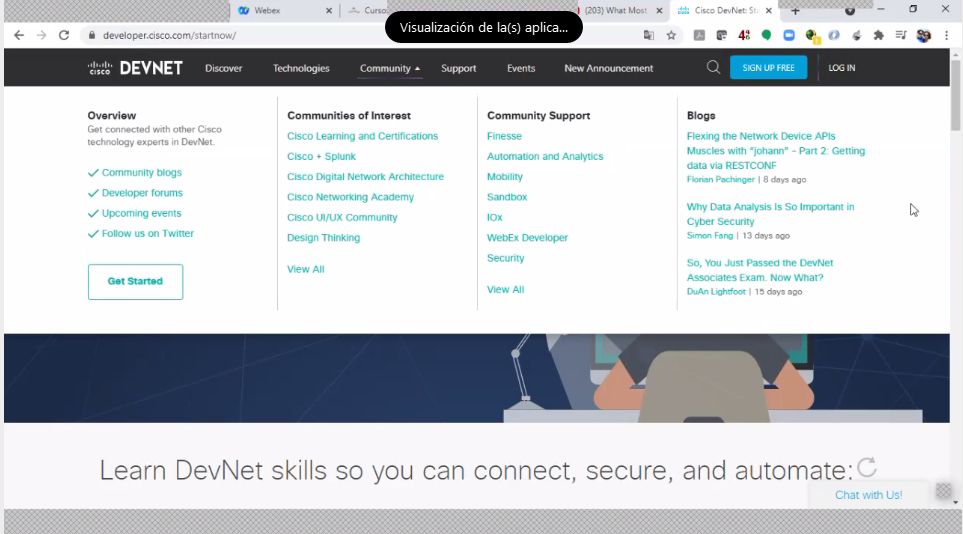 Webex
Curso
(203) What Most
Cisco DevNet: St
Visualización de la(s) aplica...
developer.cisco.com/startnow/
CISCO DEVNET
Discover
Technologies
Community
Support
Events
New Announcement
SIGN UP FREE
LOG IN
Overview
Get connected with other Cisco
technology experts in DevNet.
Community blogs
Developer forums
Upcoming events
Follow us on Twitter
Get Started
Communities of Interest
Cisco Learning and Certifications
Cisco + Splunk
Cisco Digital Network Architecture
Cisco Networking Academy
Cisco UI/UX Community
Design Thinking
View All
Community Support
Finesse
Automation and Analytics
Mobility
Sandbox
IOx
WebEx Developer
Security
View All
Blogs
Flexing the Network Device APIs
Muscles with “johann” – Part 2: Getting
data via RESTCONF
Florian Pachinger | 8 days ago
Why Data Analysis Is So Important in
Cyber Security
Simon Fang | 13 days ago
So, You Just Passed the DevNet
Associates Exam. Now What?
DuAn Lightfoot | 15 days ago
Learn DevNet skills so you can connect, secure, and automate:
Chat with Us!